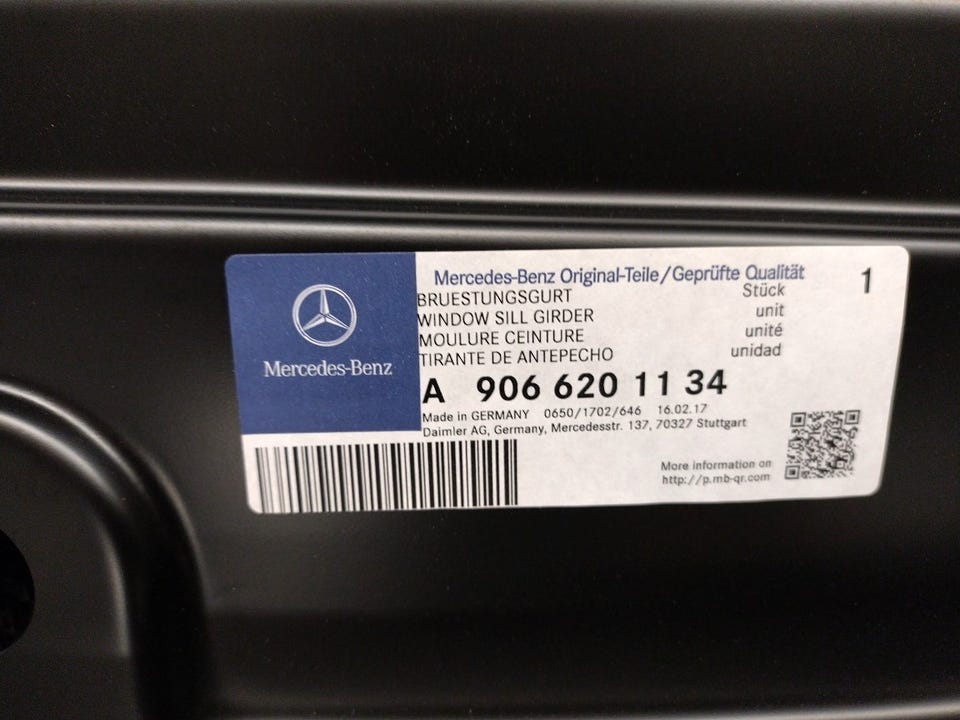 Mercedes-Benz
Mercedes-Benz Original-Teile/Geprüfte Qualität 1
BRUESTUNGSGURT Stück
WINDOW SILL GIRDER unit
MOULURE CEINTURE unité
TIRANTE DE ANTEPECHO unidad
A 906 620 11 34
Made in GERMANY 0650/1702/646 16.02.17
Daimler AG, Germany, Mercedesstr. 137, 70327 Stuttgart
More information on
http://p.mb-qr.com